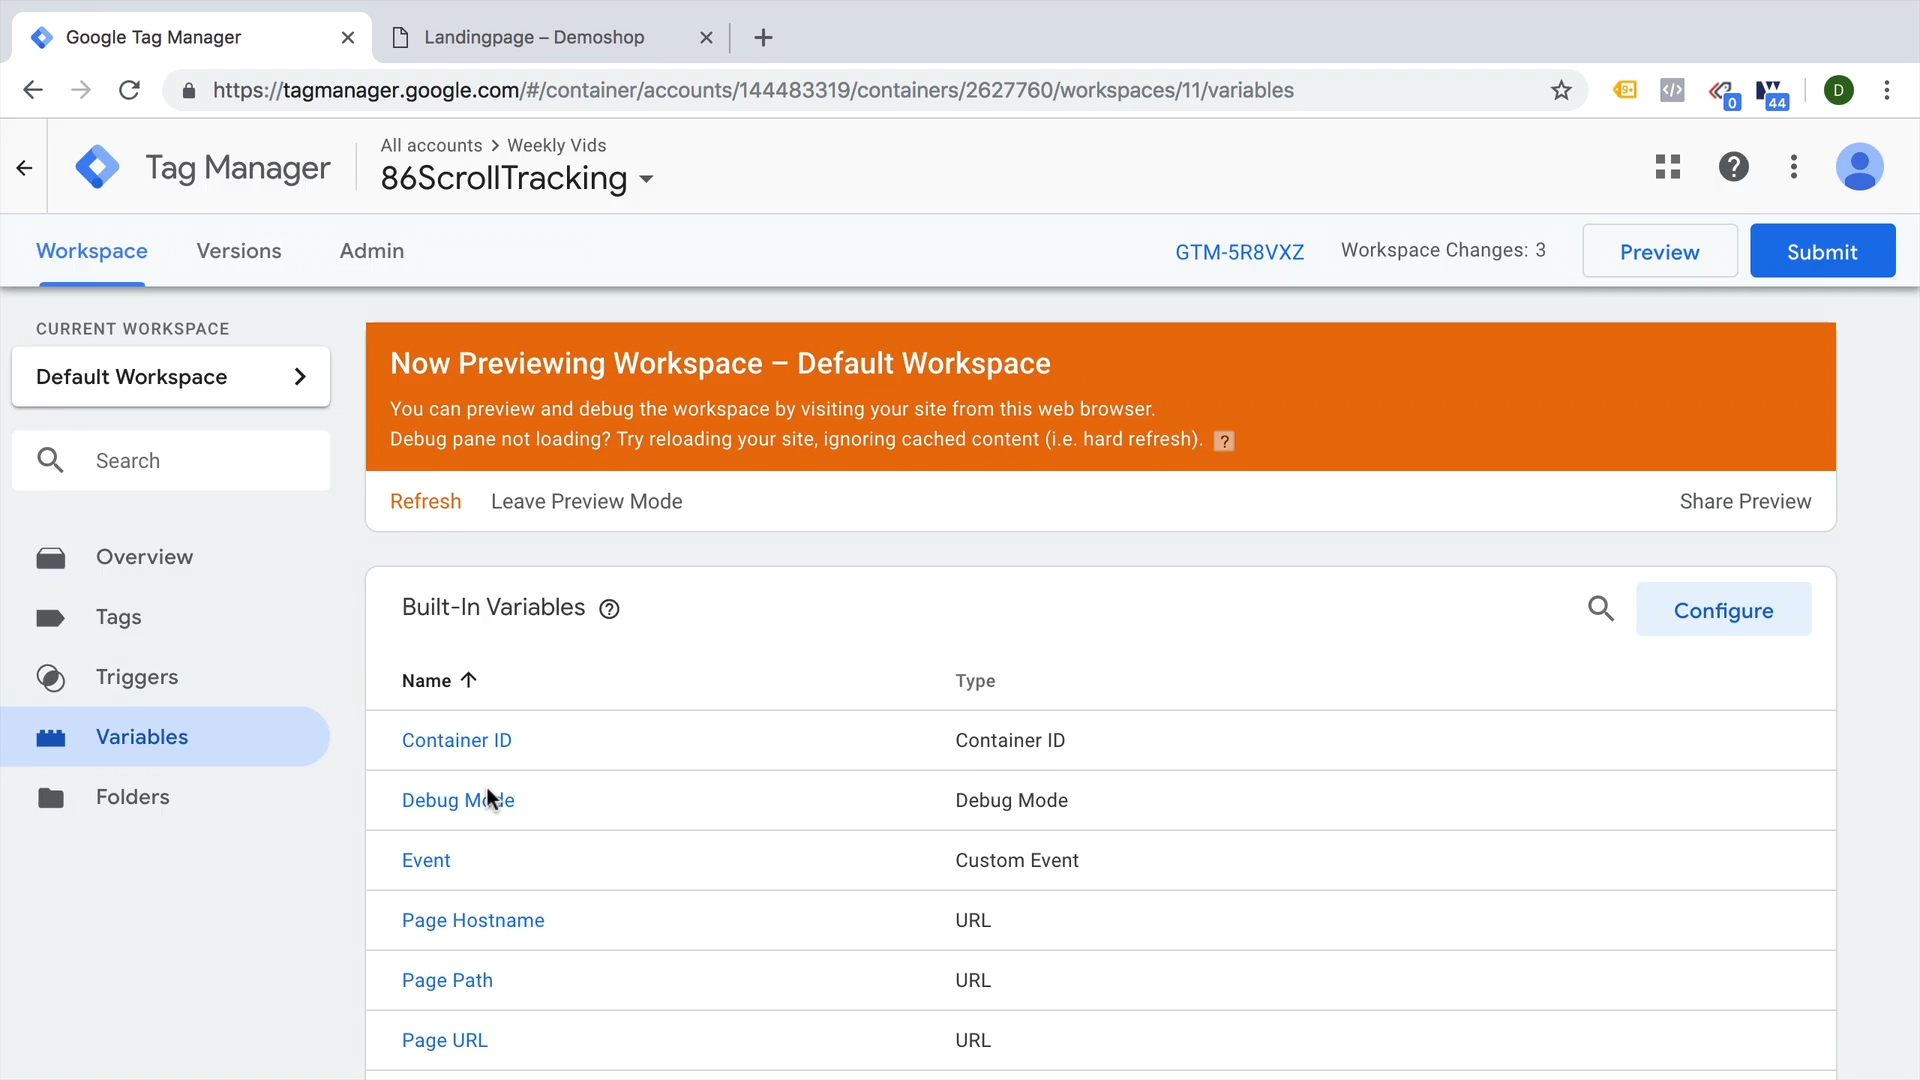 Google Tag Manager
Landingpage – Demoshop
https://tagmanager.google.com/#/container/accounts/144483319/containers/2627760/workspaces/11/variables
9+
0
44
D
Tag Manager
All accounts > Weekly Vids
86ScrollTracking
Workspace
Versions
Admin
GTM-5R8VXZ
Workspace Changes: 3
Preview
Submit
CURRENT WORKSPACE
Default Workspace
Search
Overview
Tags
Triggers
Variables
Folders
Now Previewing Workspace – Default Workspace
You can preview and debug the workspace by visiting your site from this web browser.
Debug pane not loading? Try reloading your site, ignoring cached content (i.e. hard refresh). ?
Refresh
Leave Preview Mode
Share Preview
Built-In Variables
Configure
Name
Type
Container ID
Container ID
Debug Mode
Debug Mode
Event
Custom Event
Page Hostname
URL
Page Path
URL
Page URL
URL